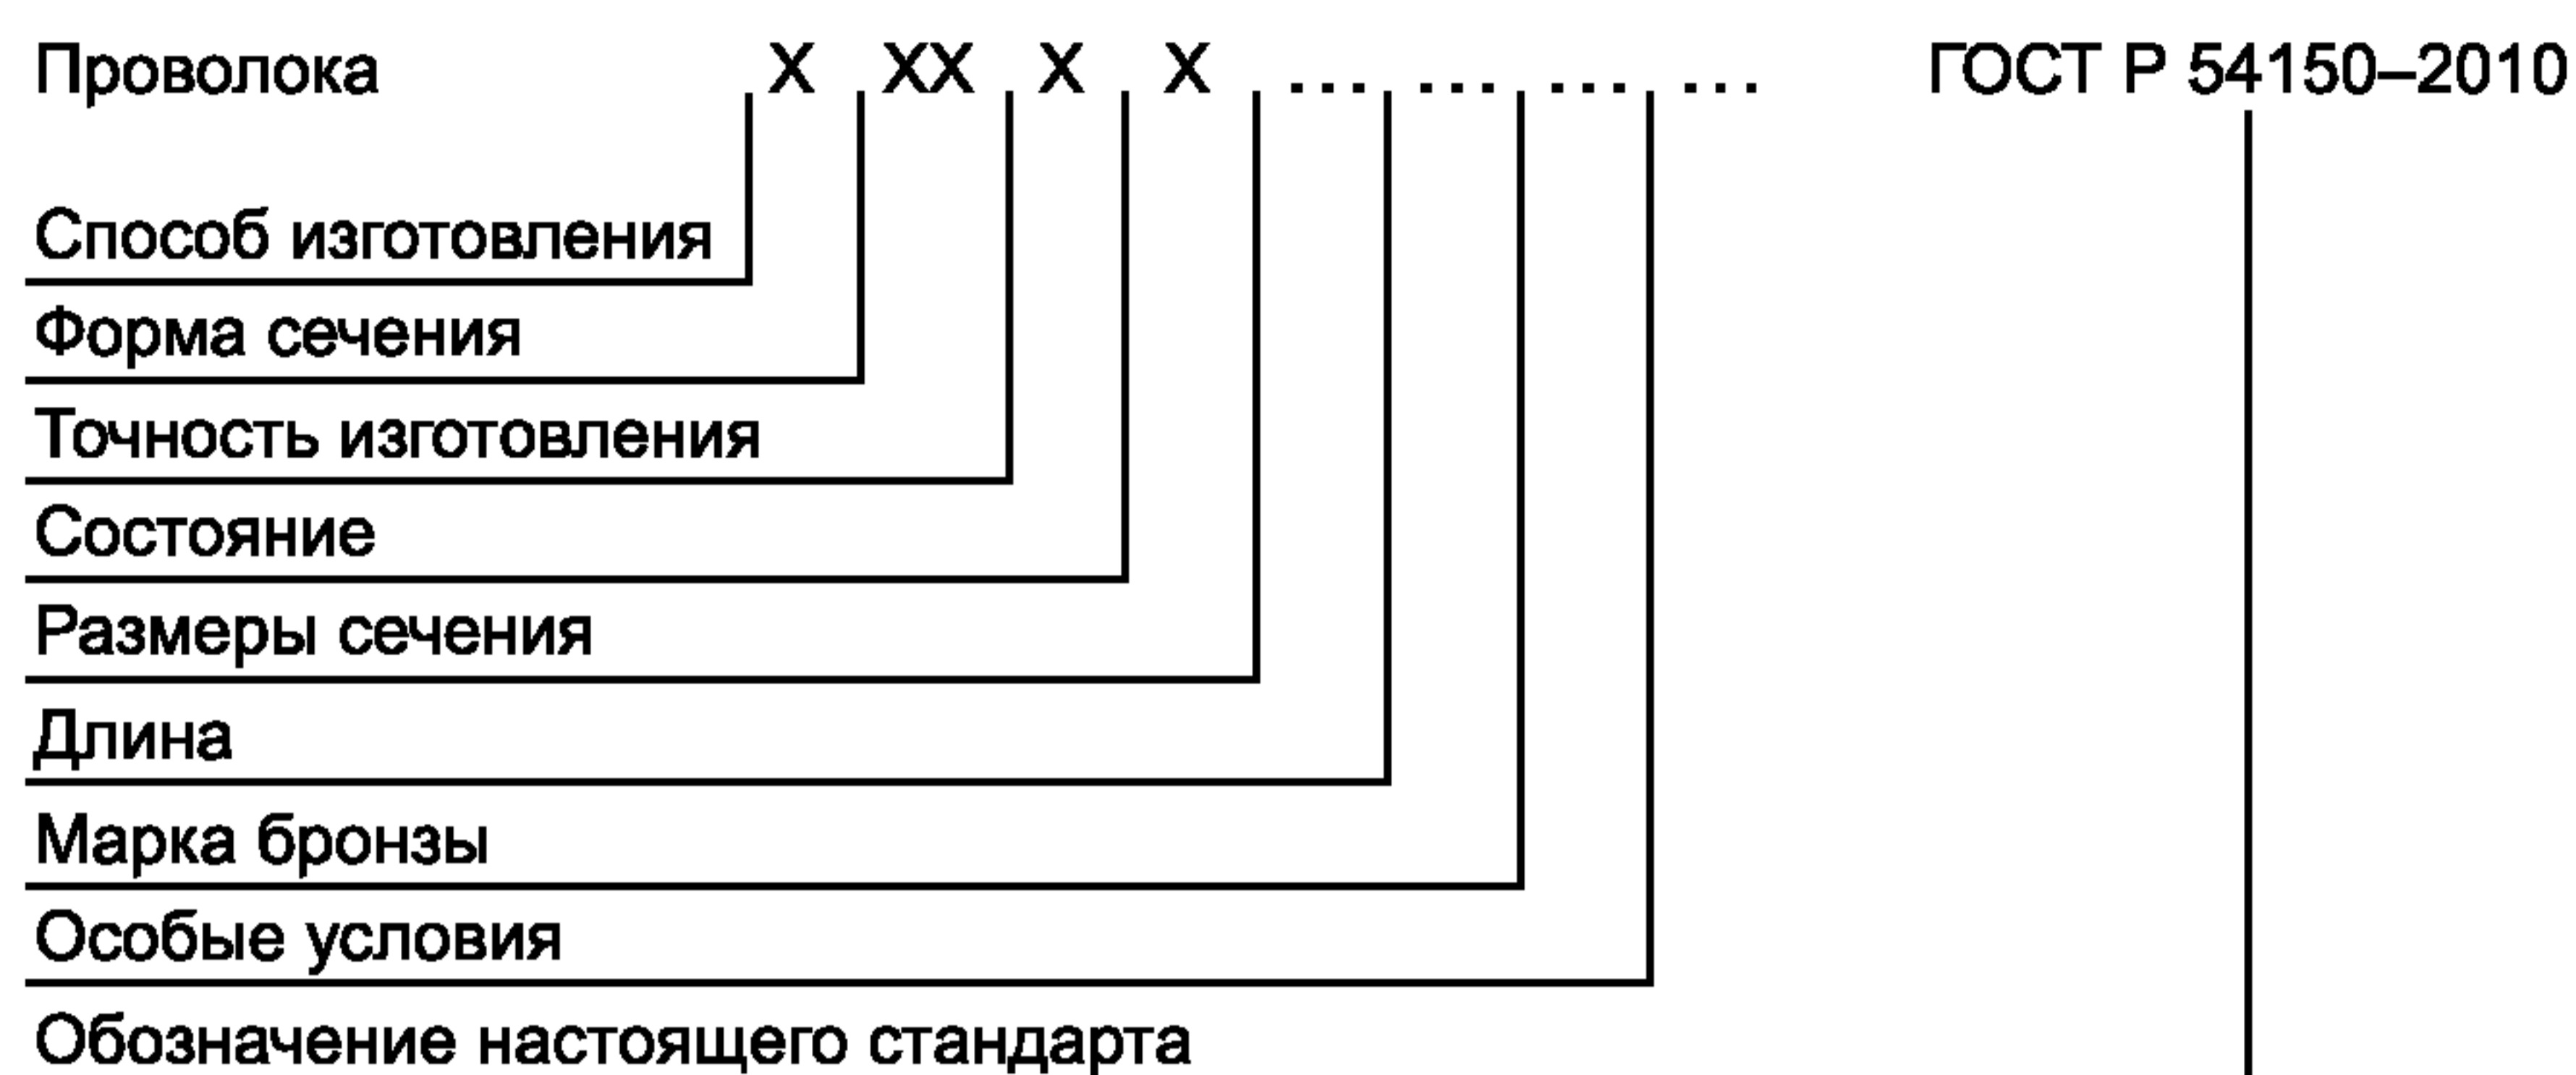 Проволока Х ХХ Х Х ... ... ... ... ГОСТ Р 54150–2010
Способ изготовления
Форма сечения
Точность изготовления
Состояние
Размеры сечения
Длина
Марка бронзы
Особые условия
Обозначение настоящего стандарта